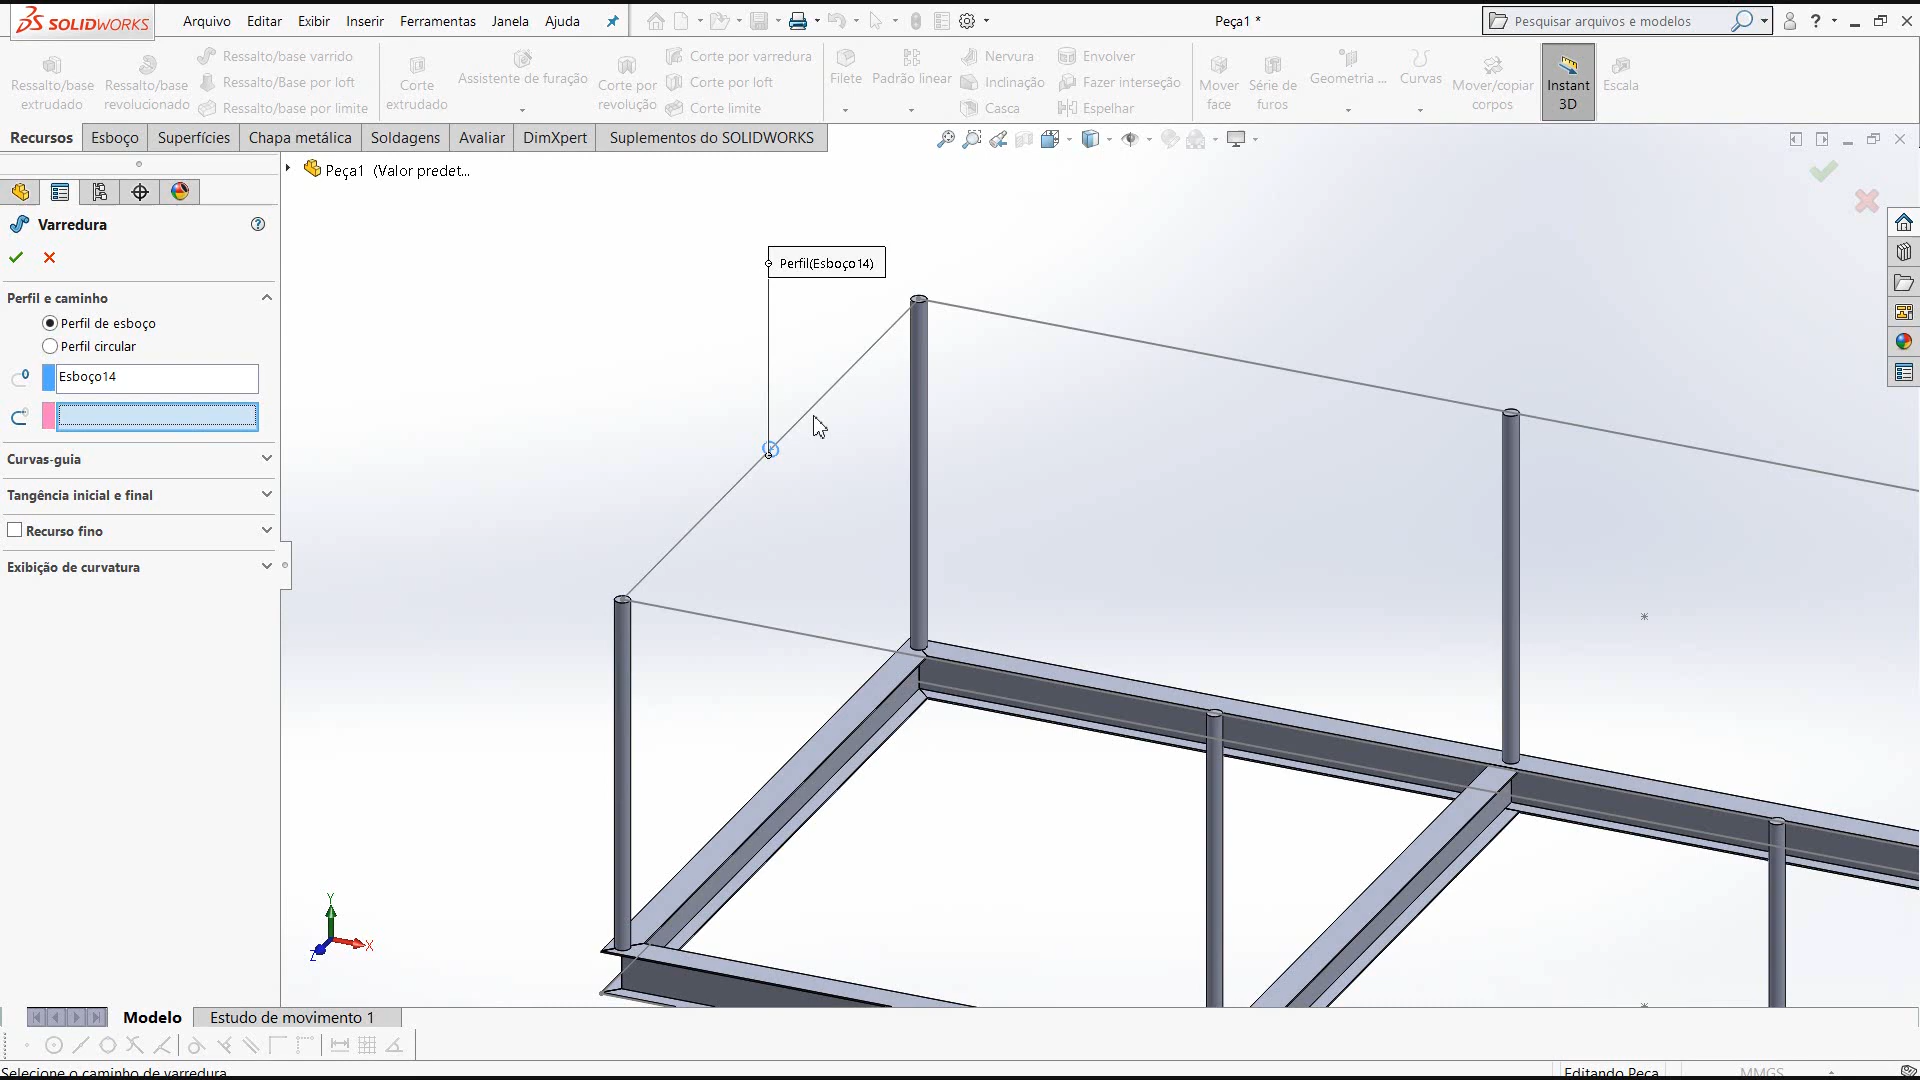 SOLIDWORKS
Arquivo Editar Exibir Inserir Ferramentas Janela Ajuda
Peça1 *
Pesquisar arquivos e modelos
Ressalto/base extrudado
Ressalto/base revolucionado
Ressalto/base varrido
Ressalto/Base por loft
Ressalto/base por limite
Corte extrudado
Assistente de furação
Corte por revolução
Corte por varredura
Corte por loft
Corte limite
Filete
Padrão linear
Nervura
Inclinação
Casca
Envolver
Fazer interseção
Espelhar
Mover face
Série de furos
Geometria ...
Curvas
Mover/copiar corpos
Instant 3D
Escala
Recursos Esboço Superfícies Chapa metálica Soldagens Avaliar DimXpert Suplementos do SOLIDWORKS
Peça1 (Valor predet...
Varredura
Perfil e caminho
Perfil de esboço
Perfil circular
Esboço14
Curvas-guia
Tangência inicial e final
Recurso fino
Exibição de curvatura
Perfil(Esboço14)
Y
X
Z
Modelo Estudo de movimento 1
Selecione o caminho de varredura
Editando Peça
MMGS